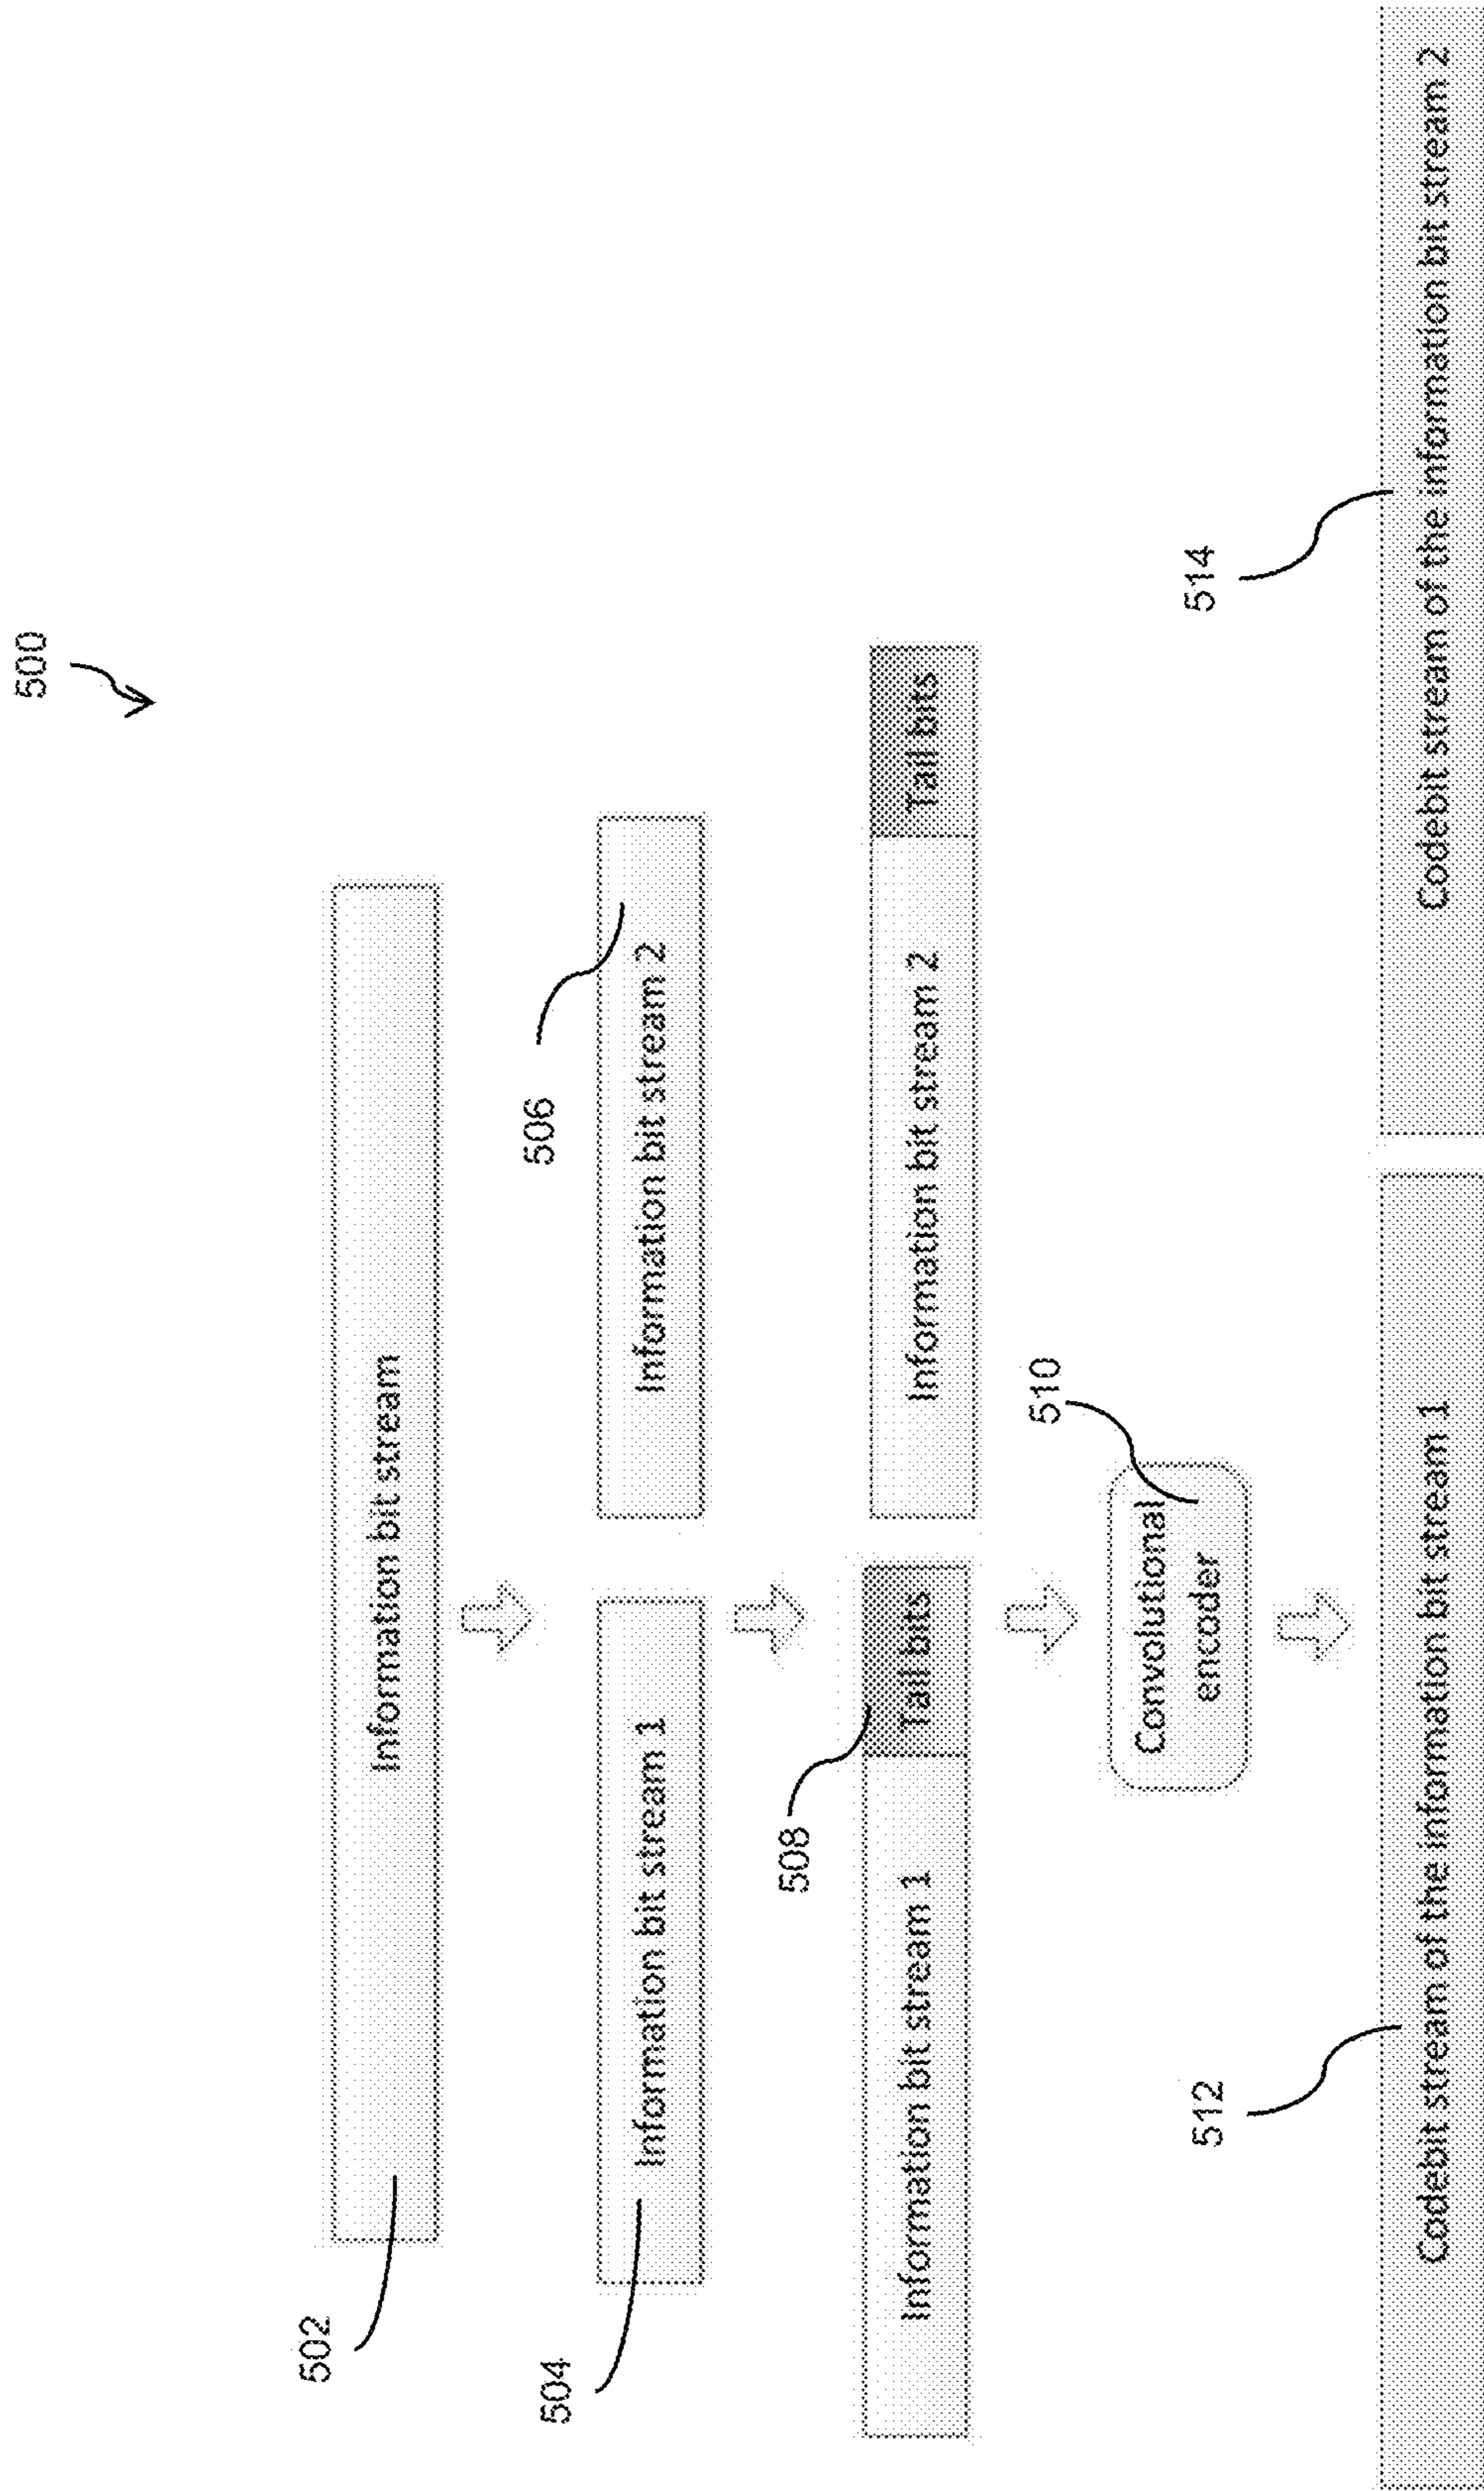 500
502
Information bit stream
504
506
Information bit stream 1
Information bit stream 2
508
Information bit stream 1
Tail bits
Information bit stream 2
Tail bits
510
Convolutional
encoder
512
514
Codebit stream of the information bit stream 1
Codebit stream of the information bit stream 2